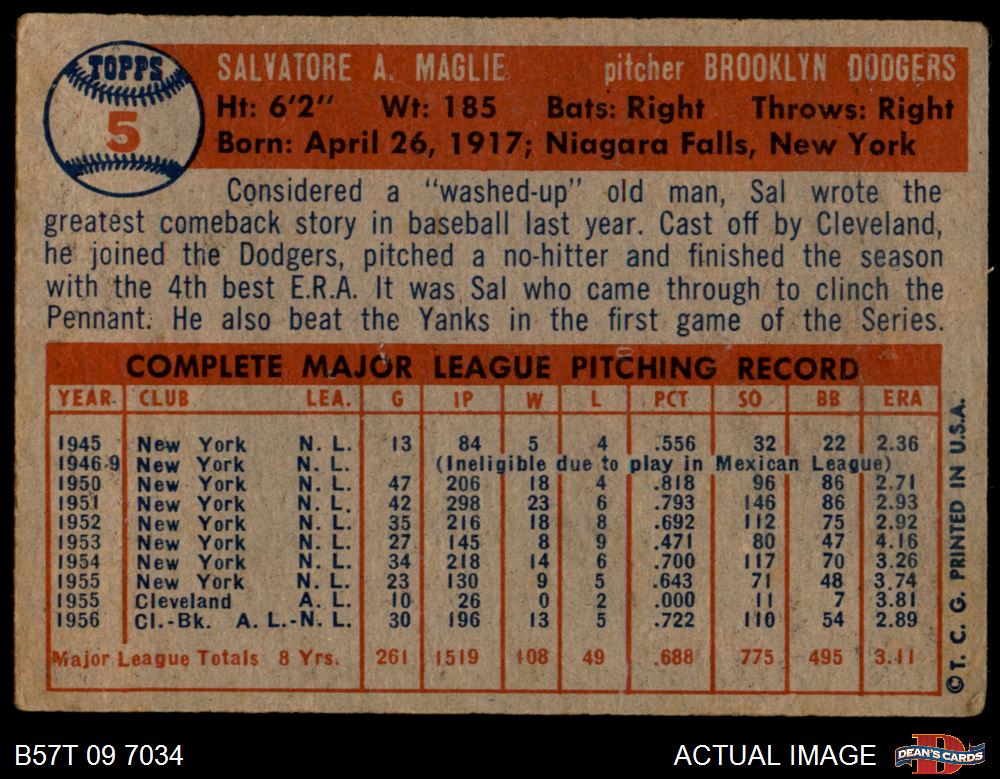 TOPPS
5
SALVATORE A. MAGLIE pitcher BROOKLYN DODGERS
Ht: 6'2" Wt: 185 Bats: Right Throws: Right
Born: April 26, 1917; Niagara Falls, New York
Considered a "washed-up" old man, Sal wrote the
greatest comeback story in baseball last year. Cast off by Cleveland,
he joined the Dodgers, pitched a no-hitter and finished the season
with the 4th best E.R.A. It was Sal who came through to clinch the
Pennant. He also beat the Yanks in the first game of the Series.
COMPLETE MAJOR LEAGUE PITCHING RECORD
YEAR CLUB LEA. G IP W L PCT SO BB ERA
1945 New York N. L. 13 84 5 4 .556 32 22 2.36
1946-9 New York N. L. (Ineligible due to play in Mexican League)
1950 New York N. L. 47 206 18 4 .818 96 86 2.71
1951 New York N. L. 42 298 23 6 .793 146 86 2.93
1952 New York N. L. 35 216 18 8 .692 112 75 2.92
1953 New York N. L. 27 145 8 9 .471 80 47 4.16
1954 New York N. L. 34 218 14 6 .700 117 70 3.26
1955 New York N. L. 23 130 9 5 .643 71 48 3.74
1955 Cleveland A. L. 10 26 0 2 .000 11 7 3.81
1956 Cl.-Bk. A. L.-N. L. 30 196 13 5 .722 110 54 2.89
Major League Totals 8 Yrs. 261 1519 108 49 .688 775 495 3.11
©T. C. G. PRINTED IN U.S.A.
B57T 09 7034 ACTUAL IMAGE DEAN'S CARDS